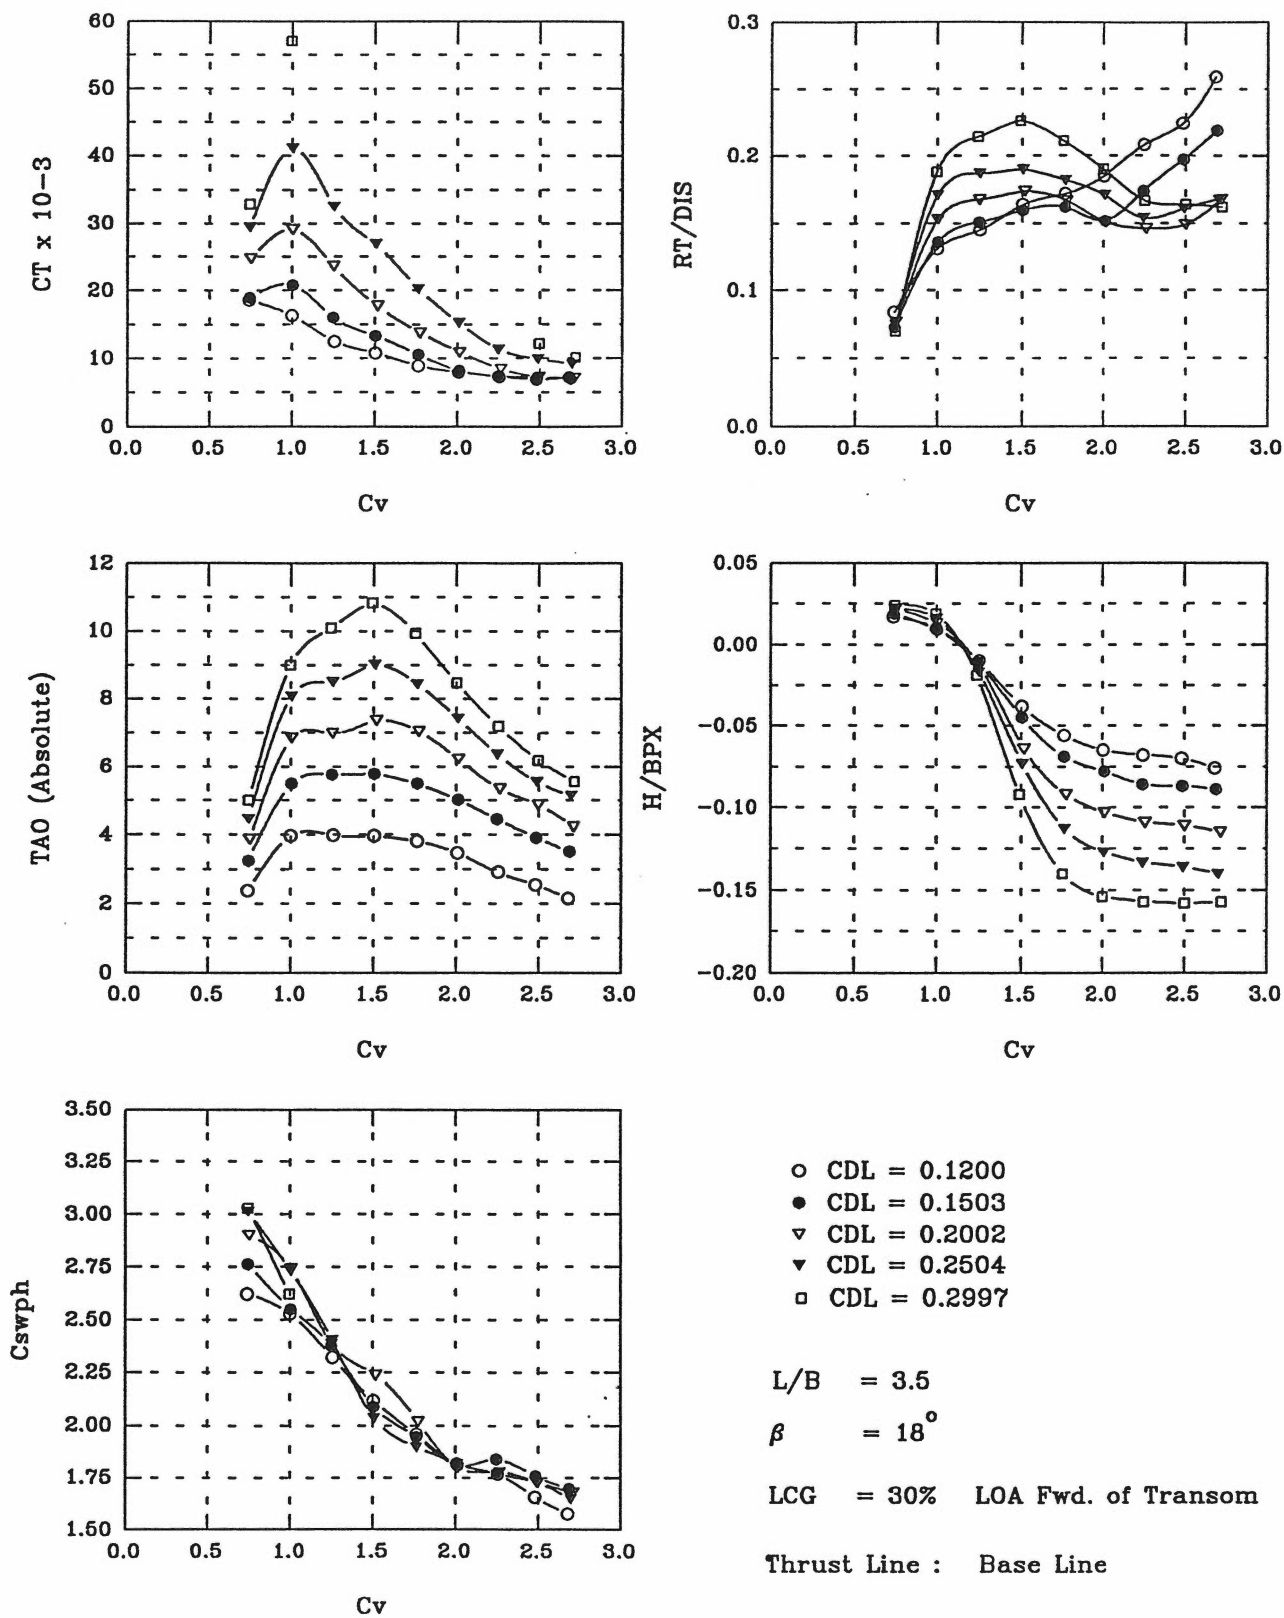 60
50
40
30
20
10
0
CT x 10-3
0.0 0.5 1.0 1.5 2.0 2.5 3.0
Cv
0.3
0.2
0.1
0.0
RT/DIS
0.0 0.5 1.0 1.5 2.0 2.5 3.0
Cv
12
10
8
6
4
2
0
TAO (Absolute)
0.0 0.5 1.0 1.5 2.0 2.5 3.0
Cv
0.05
0.00
-0.05
-0.10
-0.15
-0.20
H/BPX
0.0 0.5 1.0 1.5 2.0 2.5 3.0
Cv
3.50
3.25
3.00
2.75
2.50
2.25
2.00
1.75
1.50
Cswph
0.0 0.5 1.0 1.5 2.0 2.5 3.0
Cv
CDL = 0.1200
CDL = 0.1503
CDL = 0.2002
CDL = 0.2504
CDL = 0.2997
L/B = 3.5
β = 18°
LCG = 30% LOA Fwd. of Transom
Thrust Line : Base Line